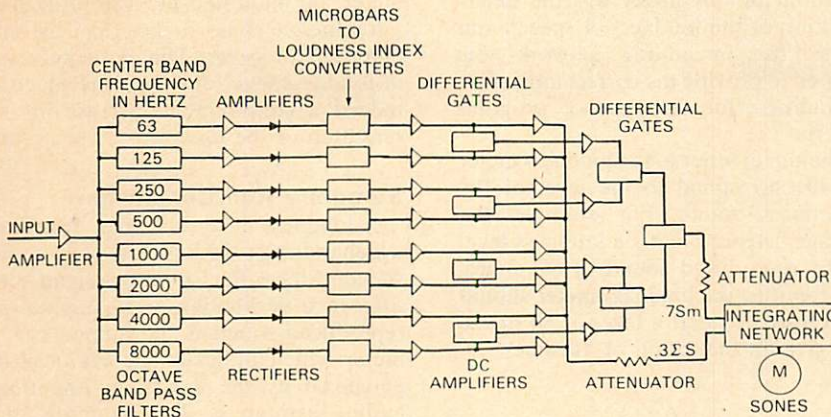 MICROBARS
TO
LOUDNESS INDEX
CONVERTERS
CENTER BAND
FREQUENCY
IN HERTZ
AMPLIFIERS
DIFFERENTIAL
GATES
DIFFERENTIAL
GATES
63
125
250
500
1000
2000
4000
8000
INPUT
AMPLIFIER
OCTAVE
BAND PASS
FILTERS
RECTIFIERS
DC
AMPLIFIERS
ATTENUATOR
.7Sm
.3ΣS
ATTENUATOR
INTEGRATING
NETWORK
M
SONES